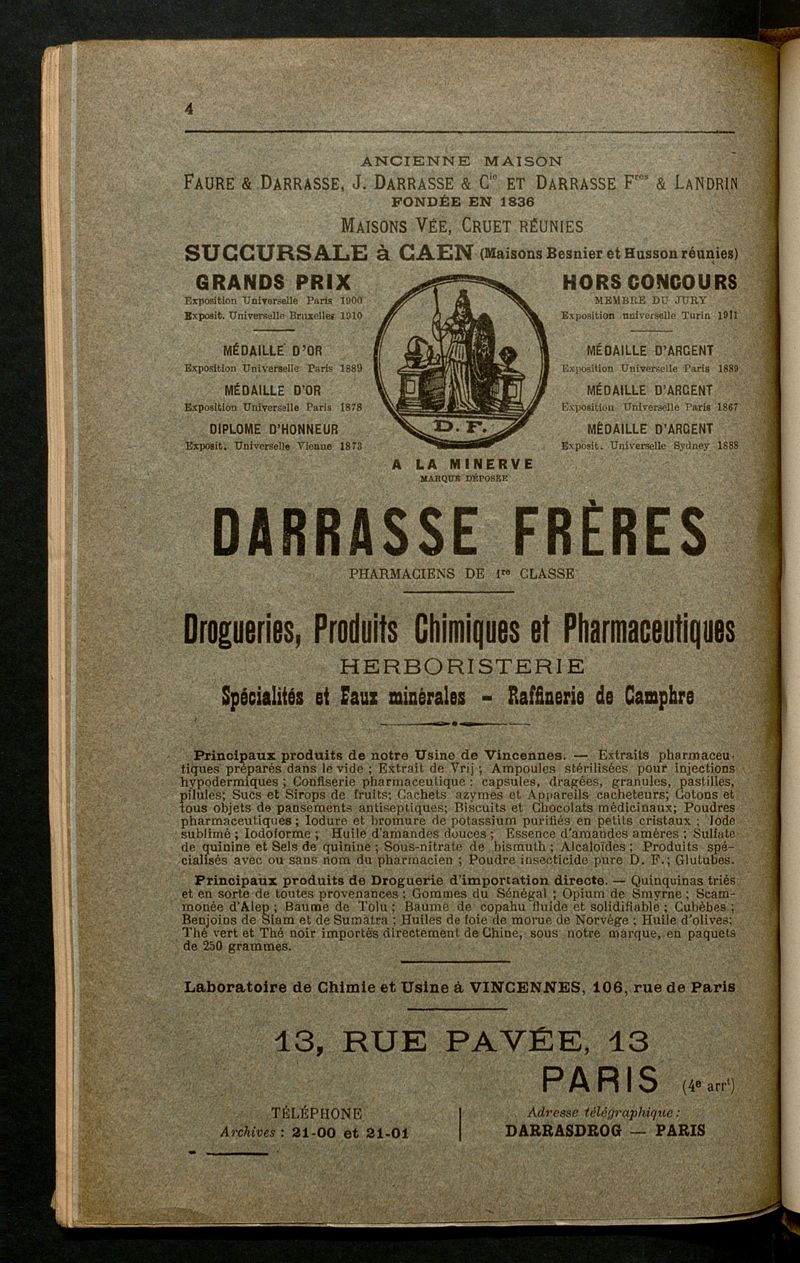 4
ANCIENNE MAISON
FAURE & DARRASSE, J. DARRASSE & Cie ET DARRASSE Fres & LANDRIN
FONDÉE EN 1836
MAISONS VÉE, CRUET RÉUNIES
SUCCURSALE à CAEN (Maisons Besnier et Husson réunies)
GRANDS PRIX
Exposition Universelle Paris 1900
Exposit. Universelle Bruxelles 1910
MÉDAILLE D'OR
Exposition Universelle Paris 1889
MÉDAILLE D'OR
Exposition Universelle Paris 1878
DIPLOME D'HONNEUR
Exposit. Universelle Vienne 1873
HORS CONCOURS
MEMBRE DU JURY
Exposition universelle Turin 1911
MÉDAILLE D'ARGENT
Exposition Universelle Paris 1889
MÉDAILLE D'ARGENT
Exposition Universelle Paris 1867
MÉDAILLE D'ARGENT
Exposit. Universelle Sydney 1888
D. F.
A LA MINERVE
MARQUE DÉPOSÉE
DARRASSE FRÈRES
PHARMACIENS DE 1re CLASSE
Drogueries, Produits Chimiques et Pharmaceutiques
HERBORISTERIE
Spécialités et Eaux minérales - Raffinerie de Camphre
Principaux produits de notre Usine de Vincennes. — Extraits pharmaceu-
tiques préparés dans le vide ; Extrait de Vrij ; Ampoules stérilisées pour injections
hypodermiques ; Confiserie pharmaceutique : capsules, dragées, granules, pastilles,
pilules; Sucs et Sirops de fruits; Cachets azymes et Appareils cacheteurs; Cotons et
tous objets de pansements antiseptiques; Biscuits et Chocolats médicinaux; Poudres
pharmaceutiques ; Iodure et bromure de potassium purifiés en petits cristaux ; Iode
sublimé ; Iodoforme ; Huile d'amandes douces ; Essence d'amandes amères ; Sulfate
de quinine et Sels de quinine ; Sous-nitrate de bismuth ; Alcaloïdes ; Produits spé-
cialisés avec ou sans nom du pharmacien ; Poudre insecticide pure D. F.; Glutubes.
Principaux produits de Droguerie d'importation directe. — Quinquinas triés
et en sorte de toutes provenances ; Gommes du Sénégal ; Opium de Smyrne ; Scam-
monée d'Alep ; Baume de Tolu ; Baume de copahu fluide et solidifiable ; Cubèbes ;
Benjoins de Siam et de Sumatra ; Huiles de foie de morue de Norvège ; Huile d'olives;
Thé vert et Thé noir importés directement de Chine, sous notre marque, en paquets
de 250 grammes.
Laboratoire de Chimie et Usine à VINCENNES, 106, rue de Paris
13, RUE PAVÉE, 13
PARIS (4e arrt)
TÉLÉPHONE
Archives : 21-00 et 21-01
Adresse télégraphique :
DARRASDROG — PARIS